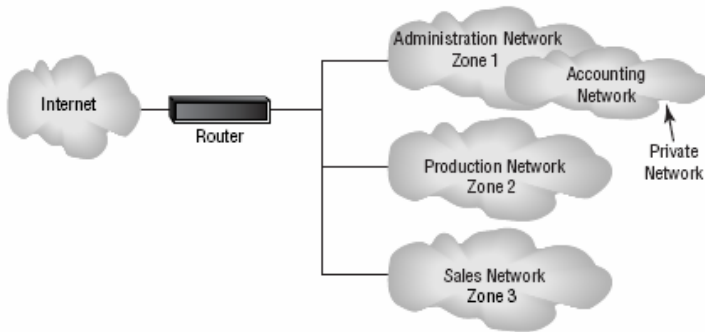 Administration Network
Zone 1
Accounting
Network
Internet
Router
Private
Network
Production Network
Zone 2
Sales Network
Zone 3